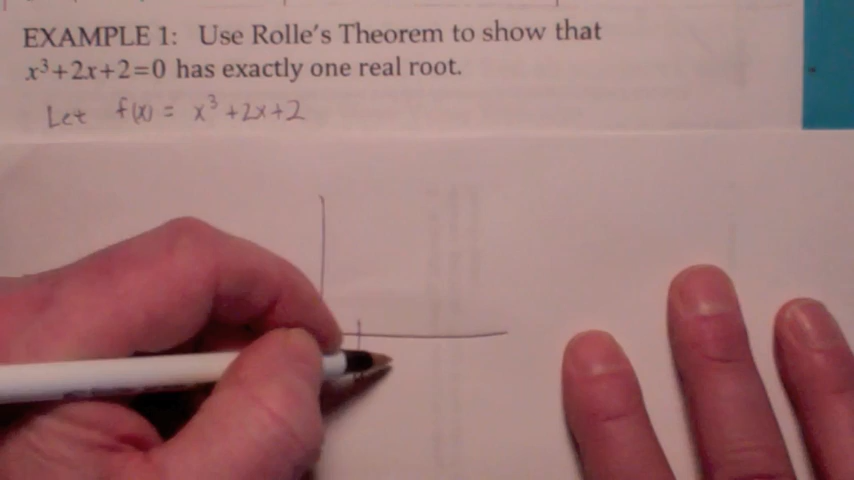 EXAMPLE 1: Use Rolle's Theorem to show that
x³+2x+2=0 has exactly one real root.
Let f(x) = x³+2x+2